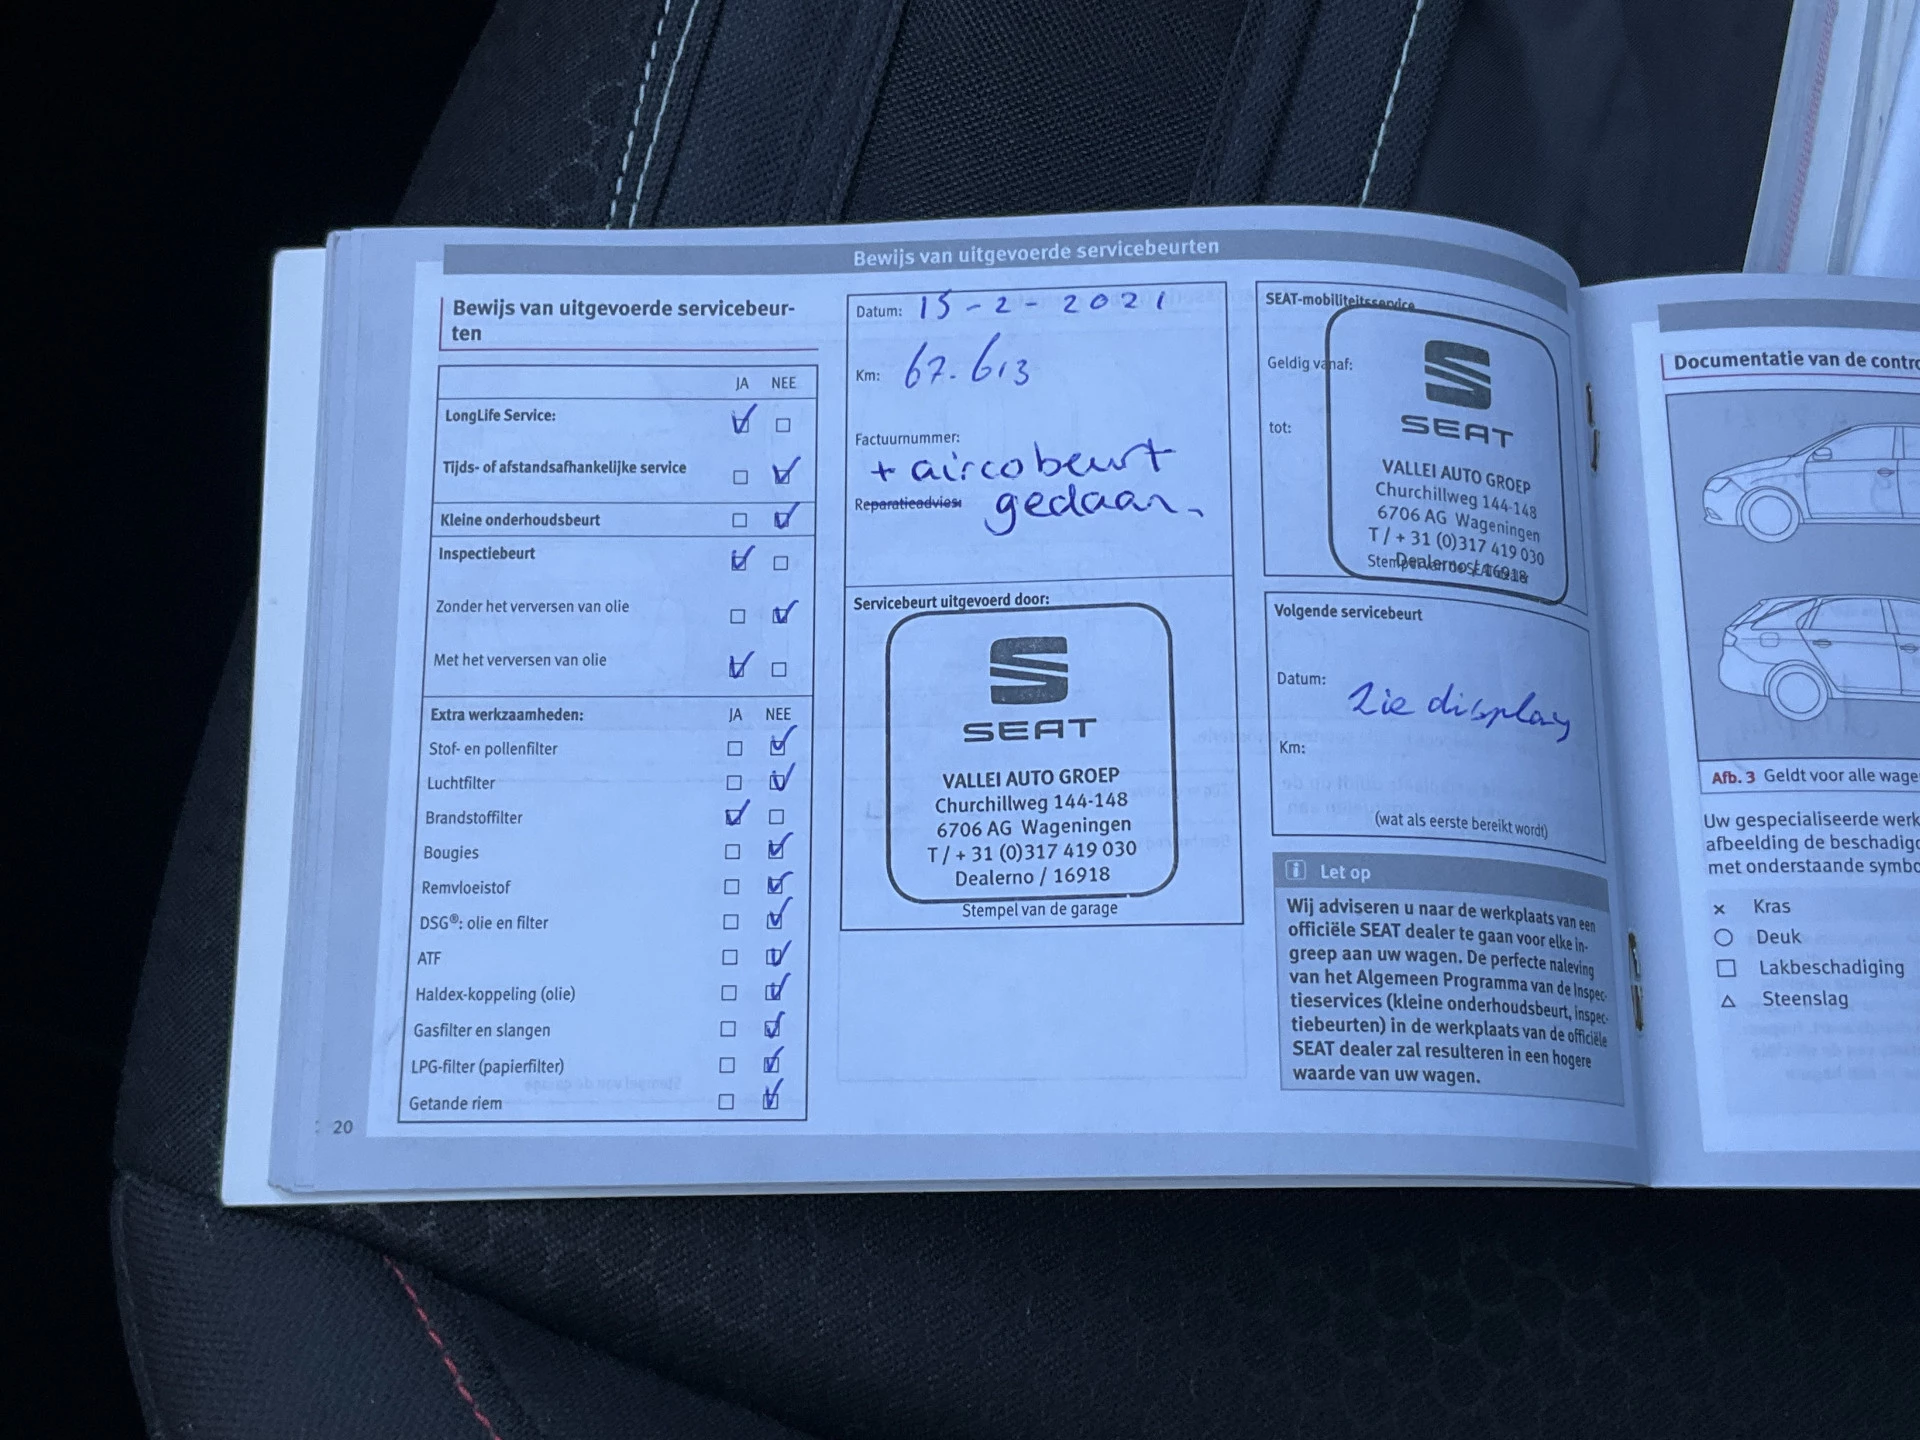 Bewijs van uitgevoerde servicebeurten
Bewijs van uitgevoerde servicebeur-
ten
JA NEE
LongLife Service:
Tijds- of afstandsafhankelijke service
Kleine onderhoudsbeurt
Inspectiebeurt
Zonder het verversen van olie
Met het verversen van olie
Extra werkzaamheden: JA NEE
Stof- en pollenfilter
Luchtfilter
Brandstoffilter
Bougies
Remvloeistof
DSG®: olie en filter
ATF
Haldex-koppeling (olie)
Gasfilter en slangen
LPG-filter (papierfilter)
Getande riem
20
Datum: 15-2-2021
Km: 67.613
Factuurnummer:
+ aircobeurt
Reparatieadvies: gedaan
Servicebeurt uitgevoerd door:
SEAT
VALLEI AUTO GROEP
Churchillweg 144-148
6706 AG Wageningen
T / + 31 (0)317 419 030
Dealerno / 16918
Stempel van de garage
SEAT-mobiliteitsservice
Geldig vanaf:
tot:
SEAT
VALLEI AUTO GROEP
Churchillweg 144-148
6706 AG Wageningen
T / + 31 (0)317 419 030
Dealerno / 16918
Volgende servicebeurt
Datum:
Zie display
Km:
(wat als eerste bereikt wordt)
i Let op
Wij adviseren u naar de werkplaats van een
officiële SEAT dealer te gaan voor elke in-
greep aan uw wagen. De perfecte naleving
van het Algemeen Programma van de Inspec-
tieservices (kleine onderhoudsbeurt, inspec-
tiebeurten) in de werkplaats van de officiële
SEAT dealer zal resulteren in een hogere
waarde van uw wagen.
Documentatie van de contro
Afb. 3 Geldt voor alle wage
Uw gespecialiseerde werk
afbeelding de beschadig
met onderstaande symbo
Kras
Deuk
Lakbeschadiging
Steenslag